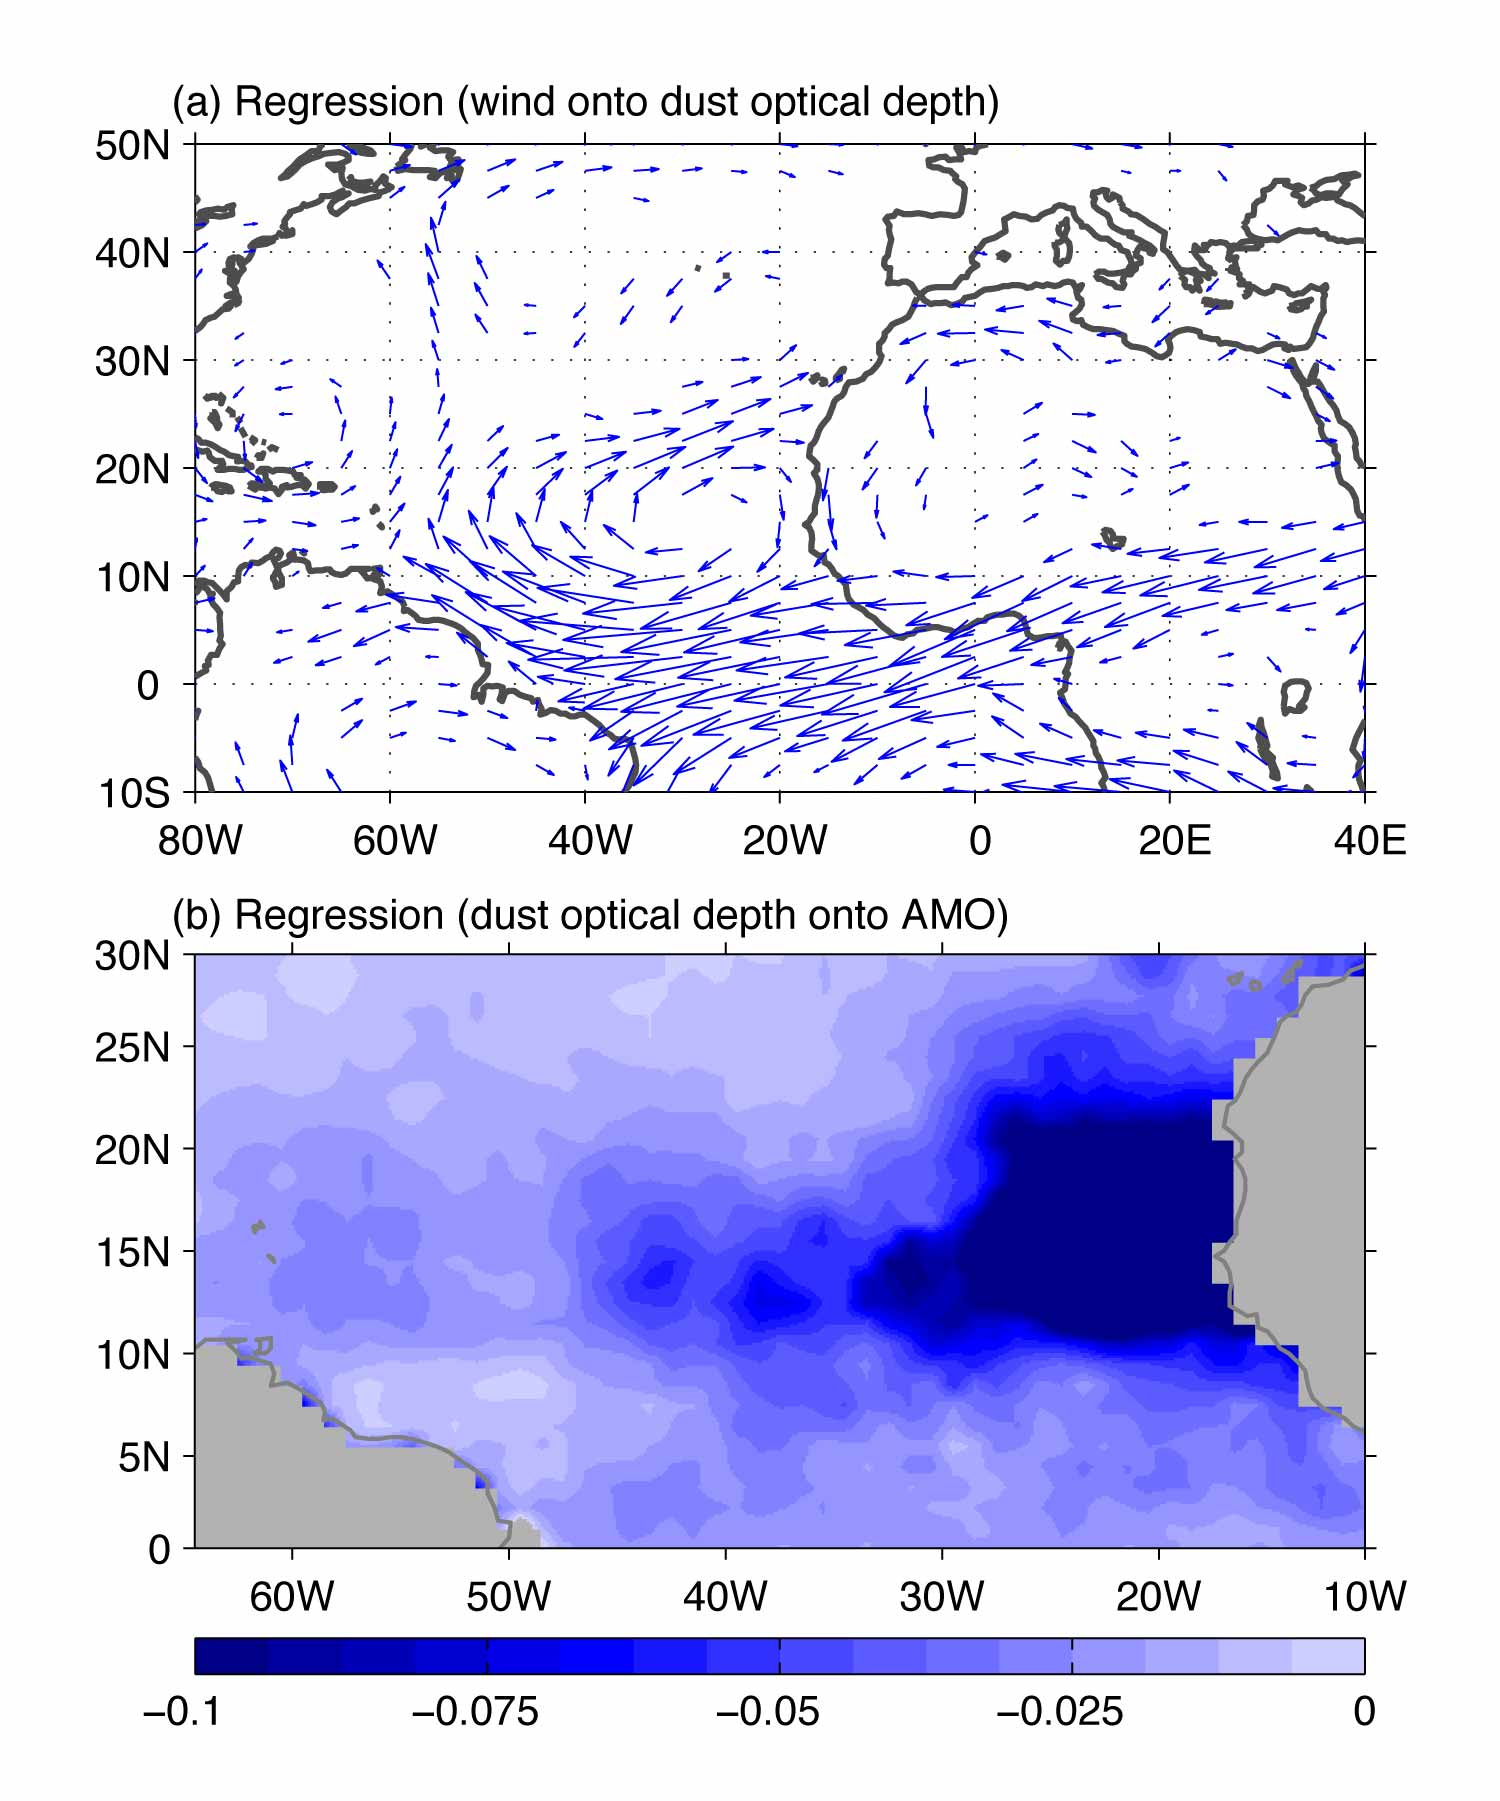 (a) Regression (wind onto dust optical depth)
50N
40N
30N
20N
10N
0
10S
80W 60W 40W 20W 0 20E 40E
(b) Regression (dust optical depth onto AMO)
30N
25N
20N
15N
10N
5N
0
60W 50W 40W 30W 20W 10W
−0.1 −0.075 −0.05 −0.025 0